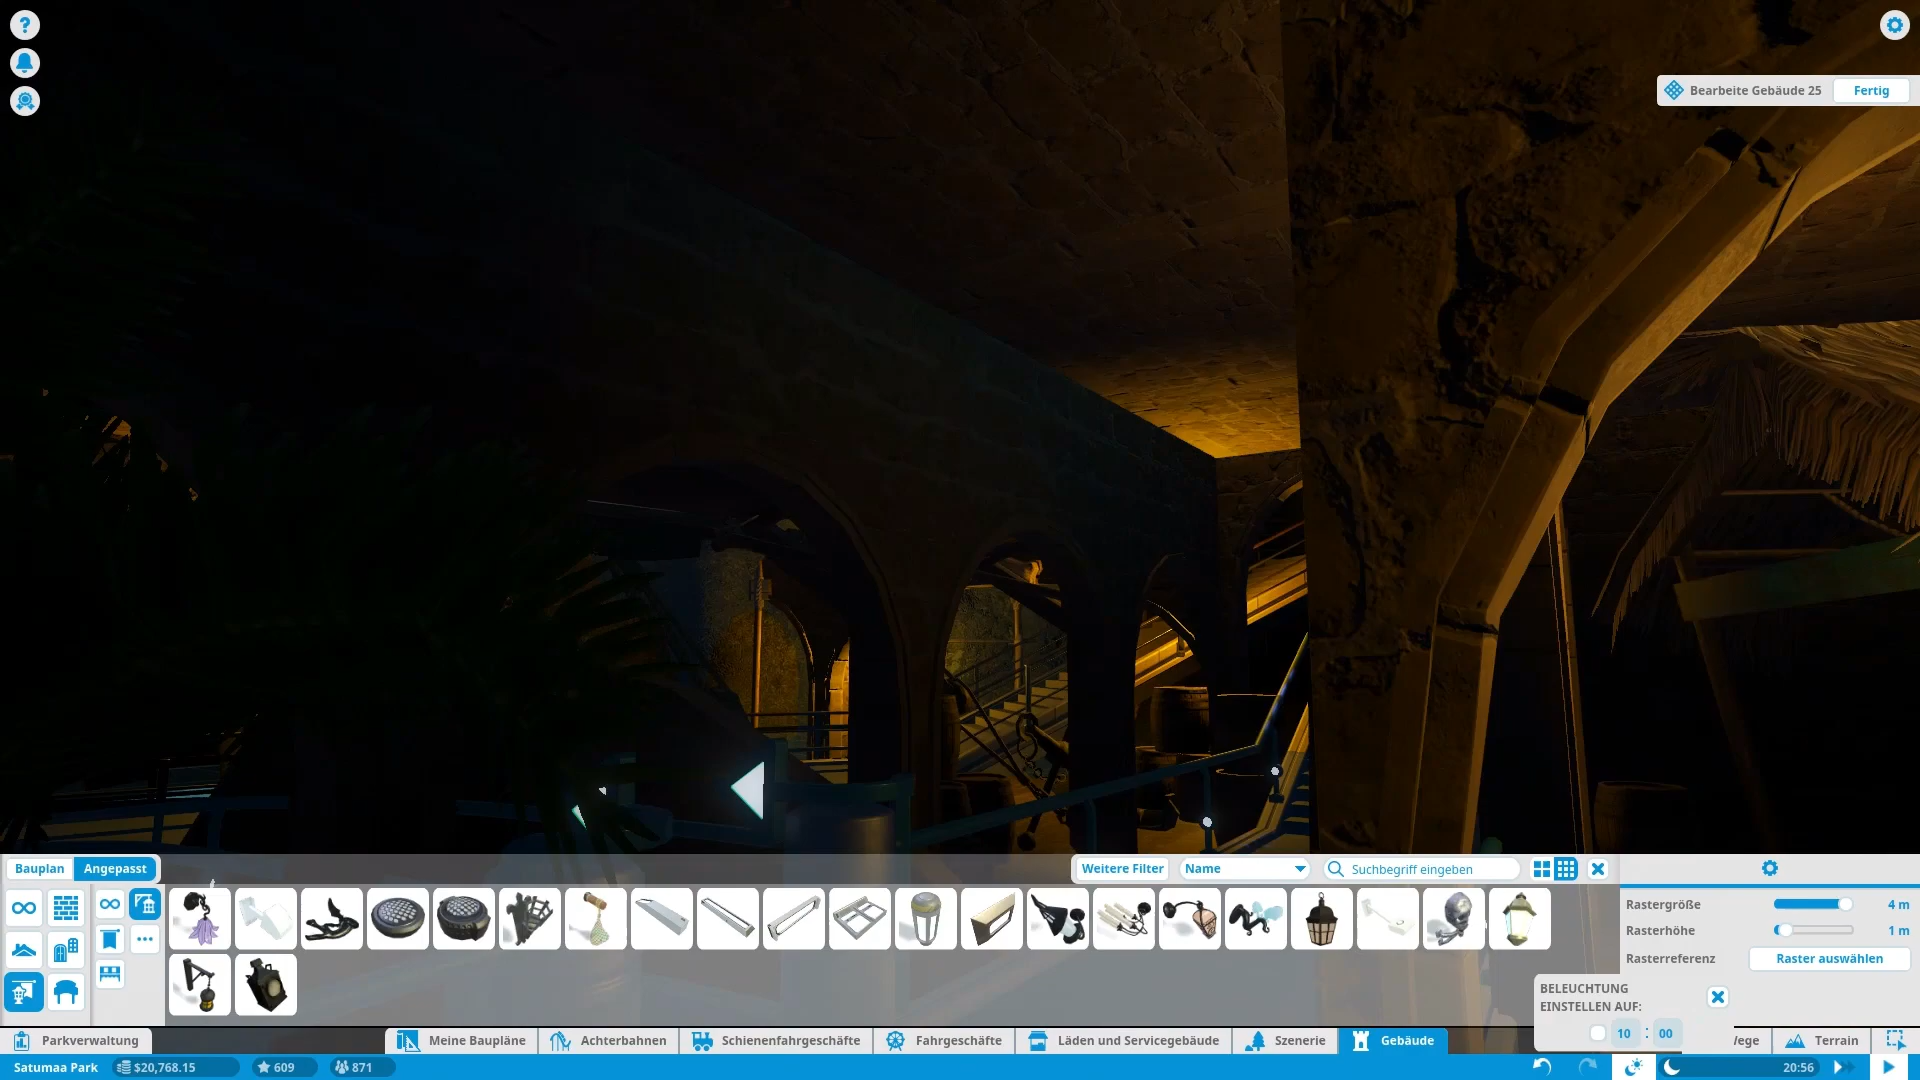 Bearbeite Gebäude 25
Fertig
Bauplan
Angepasst
Weitere Filter
Name
Suchbegriff eingeben
Rastergröße
4 m
Rasterhöhe
1 m
Rasterreferenz
Raster auswählen
BELEUCHTUNG
EINSTELLEN AUF:
10 : 00
Parkverwaltung
Meine Baupläne
Achterbahnen
Schienenfahrgeschäfte
Fahrgeschäfte
Läden und Servicegebäude
Szenerie
Gebäude
Terrain
Satumaa Park
$20,768.15
609
871
20:56